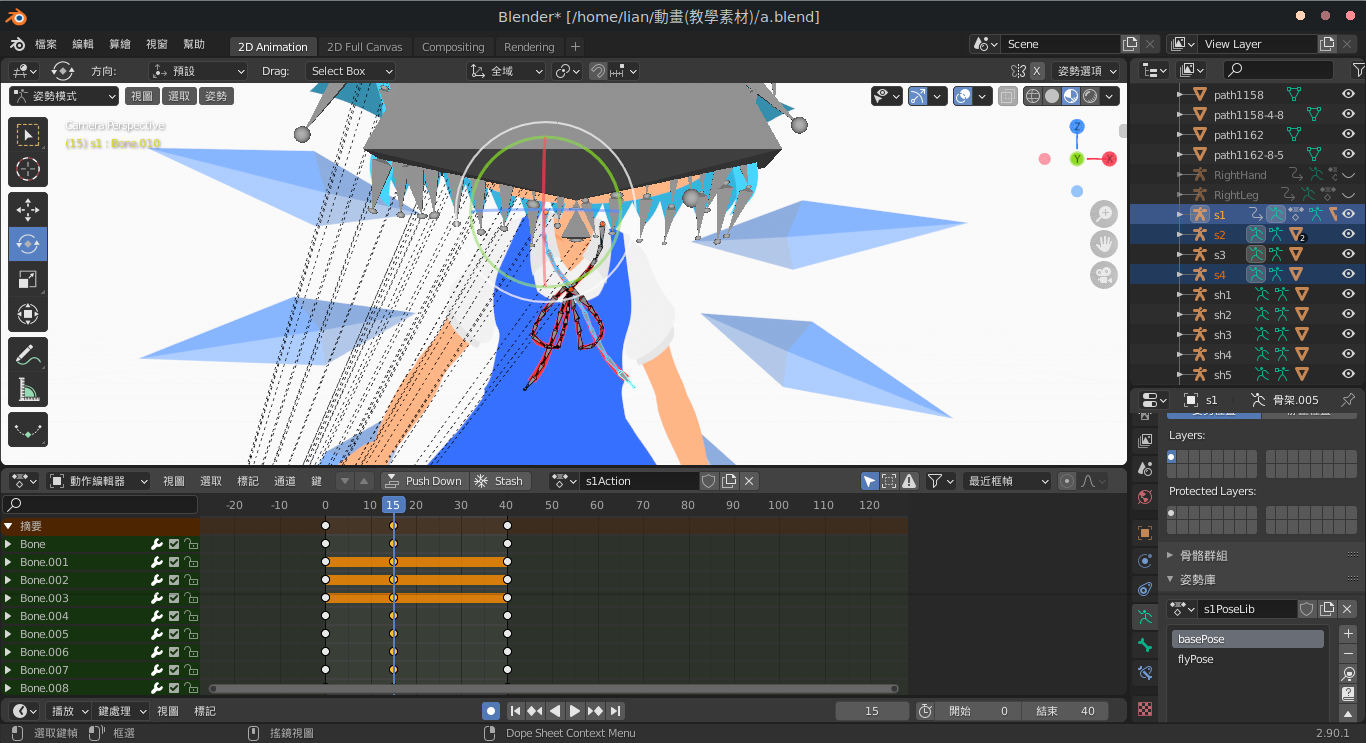 Blender* [/home/lian/動畫(教學素材)/a.blend]
檔案 編輯 算繪 視窗 幫助 2D Animation 2D Full Canvas Compositing Rendering + Scene View Layer
方向: 預設 Drag: Select Box 全域 X 姿勢選項
姿勢模式 視圖 選取 姿勢
Camera Perspective
(15) s1 : Bone.010
Z
Y
X
path1158
path1158-4-8
path1162
path1162-8-5
RightHand
RightLeg
s1
s2 2
s3
s4
sh1
sh2
sh3
sh4
sh5
s1 骨架.005
Layers:
Protected Layers:
骨骼群組
姿勢庫
s1PoseLib
basePose
flyPose
動作編輯器 視圖 選取 標記 通道 鍵 Push Down Stash s1Action 最近框幀
-20 -10 0 10 15 20 30 40 50 60 70 80 90 100 110 120
摘要
Bone
Bone.001
Bone.002
Bone.003
Bone.004
Bone.005
Bone.006
Bone.007
Bone.008
播放 鍵處理 視圖 標記 15 開始 0 結束 40
選取鍵幀 框選 搖鏡視圖 Dope Sheet Context Menu 2.90.1